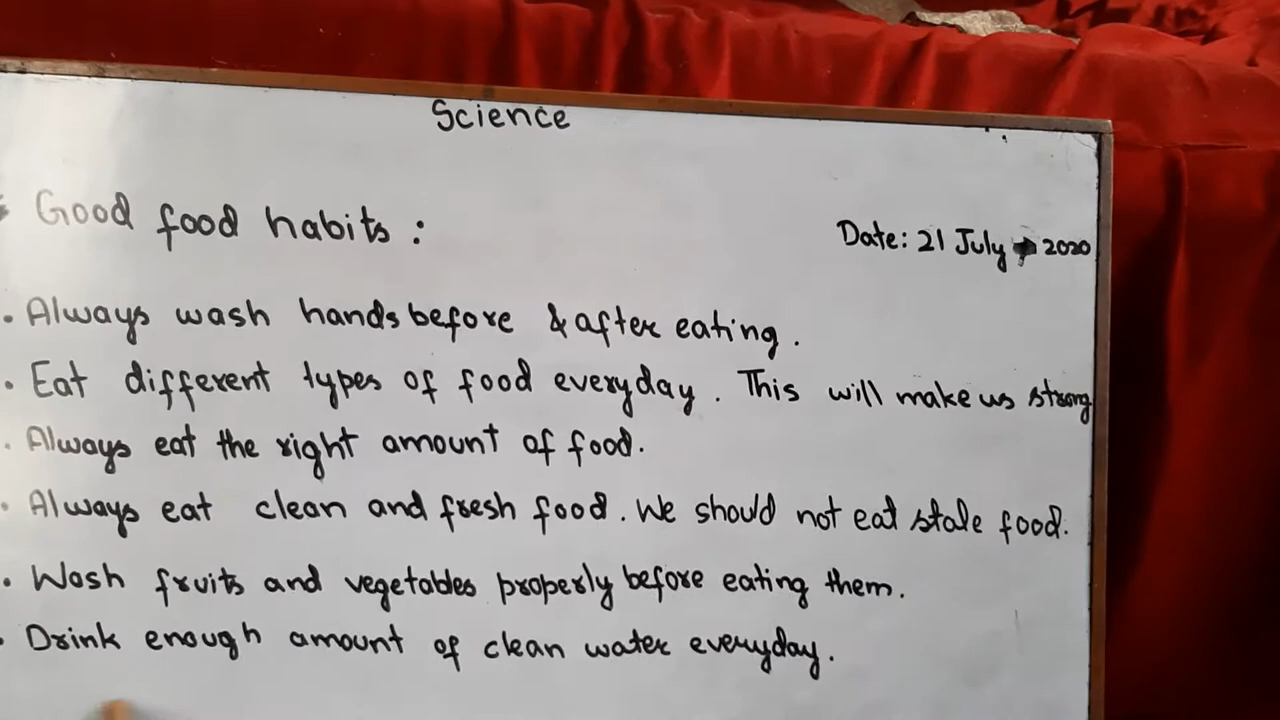 Science
Good food habits :
Date: 21 July 2020
. Always wash hands before & after eating.
. Eat different types of food everyday. This will make us strong
. Always eat the right amount of food.
. Always eat clean and fresh food. We should not eat stale food.
. Wash fruits and vegetables properly before eating them.
. Drink enough amount of clean water everyday.